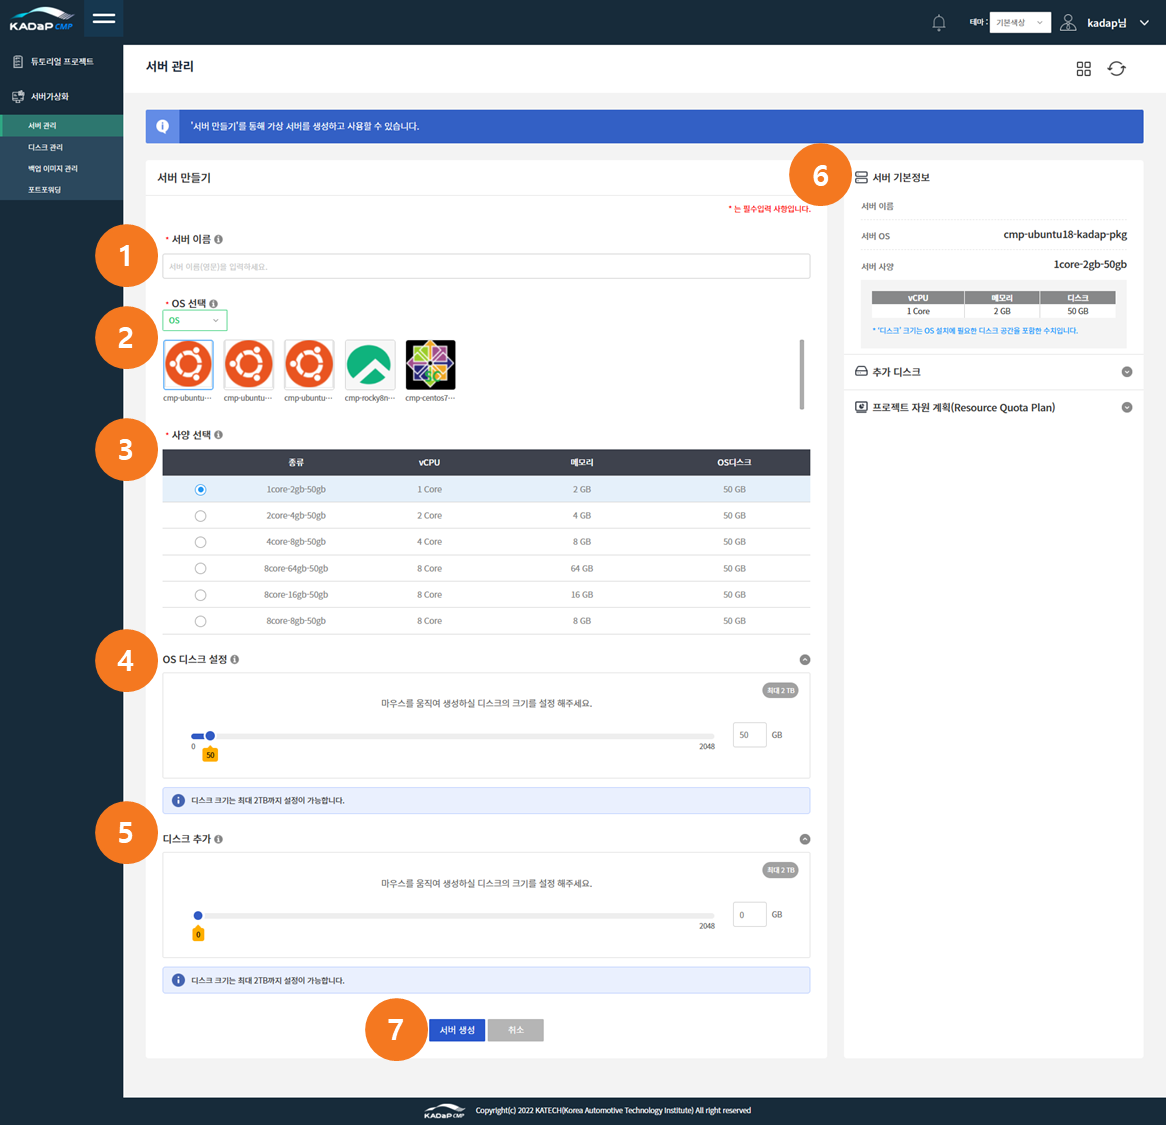 KADaP CMP
테마 :
기본색상
kadap님
튜토리얼 프로젝트
서버가상화
서버 관리
디스크 관리
백업 이미지 관리
포트포워딩
서버 관리
'서버 만들기'를 통해 가상 서버를 생성하고 사용할 수 있습니다.
서버 만들기
* 는 필수입력 사항입니다.
1
* 서버 이름
서버 이름(영문)을 입력하세요.
2
* OS 선택
OS
cmp-ubuntu···
cmp-ubuntu···
cmp-ubuntu···
cmp-rocky8n···
cmp-centos7···
3
* 사양 선택
종류 vCPU 메모리 OS디스크
1core-2gb-50gb 1 Core 2 GB 50 GB
2core-4gb-50gb 2 Core 4 GB 50 GB
4core-8gb-50gb 4 Core 8 GB 50 GB
8core-64gb-50gb 8 Core 64 GB 50 GB
8core-16gb-50gb 8 Core 16 GB 50 GB
8core-8gb-50gb 8 Core 8 GB 50 GB
4
OS 디스크 설정
최대 2 TB
마우스를 움직여 생성하실 디스크의 크기를 설정 해주세요.
0
50
2048
50
GB
디스크 크기는 최대 2TB까지 설정이 가능합니다.
5
디스크 추가
최대 2 TB
마우스를 움직여 생성하실 디스크의 크기를 설정 해주세요.
0
2048
0
GB
디스크 크기는 최대 2TB까지 설정이 가능합니다.
7
서버 생성
취소
6
서버 기본정보
서버 이름
서버 OS cmp-ubuntu18-kadap-pkg
서버 사양 1core-2gb-50gb
vCPU 메모리 디스크
1 Core 2 GB 50 GB
* '디스크' 크기는 OS 설치에 필요한 디스크 공간을 포함한 수치입니다.
추가 디스크
프로젝트 자원 계획(Resource Quota Plan)
KADaP CMP
Copyright(c) 2022 KATECH(Korea Automotive Technology Institute) All right reserved